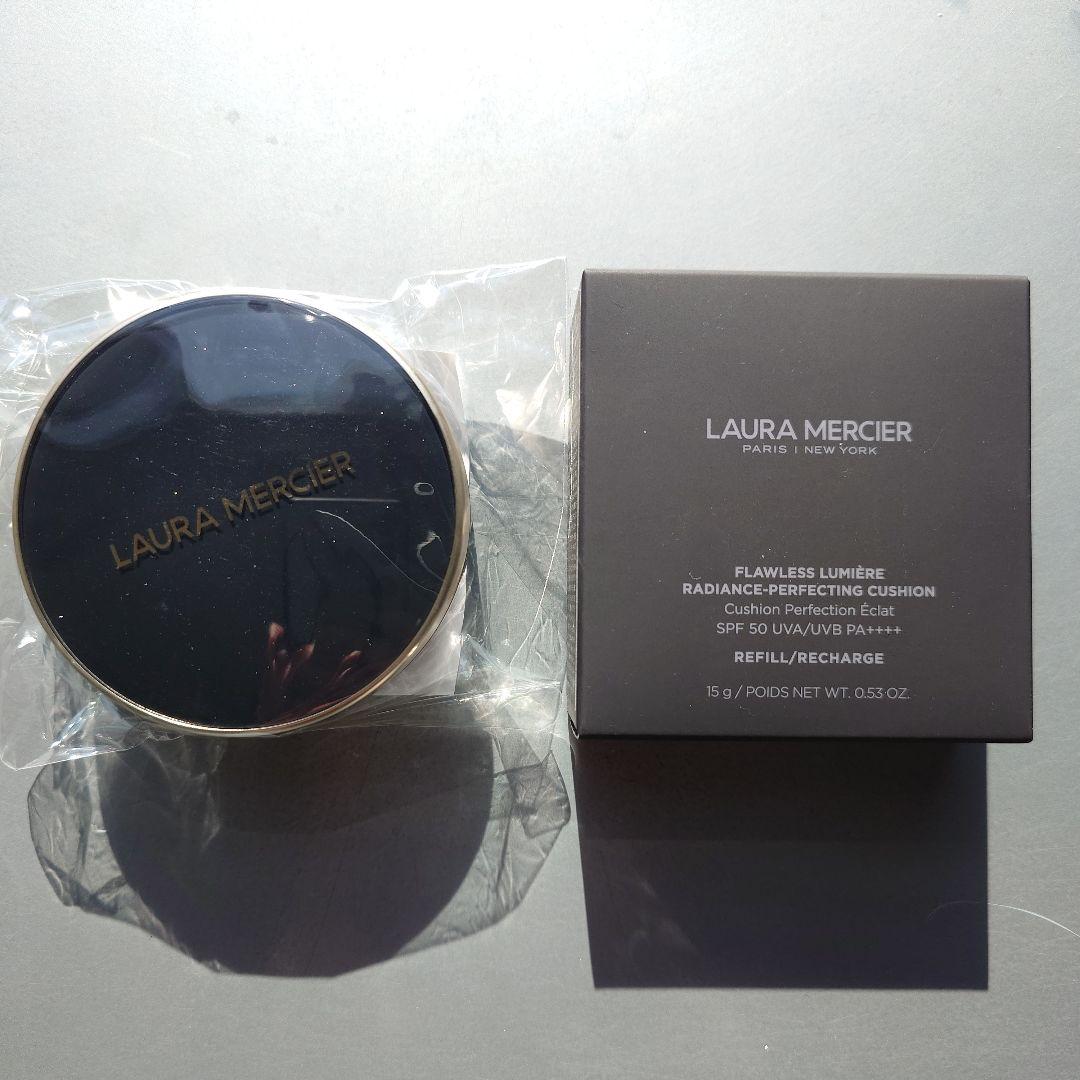 LAURA MERCIER
LAURA MERCIER
PARIS | NEW YORK
FLAWLESS LUMIÈRE
RADIANCE-PERFECTING CUSHION
Cushion Perfection Éclat
SPF 50 UVA/UVB PA++++
REFILL/RECHARGE
15 g / POIDS NET WT. 0.53 OZ.